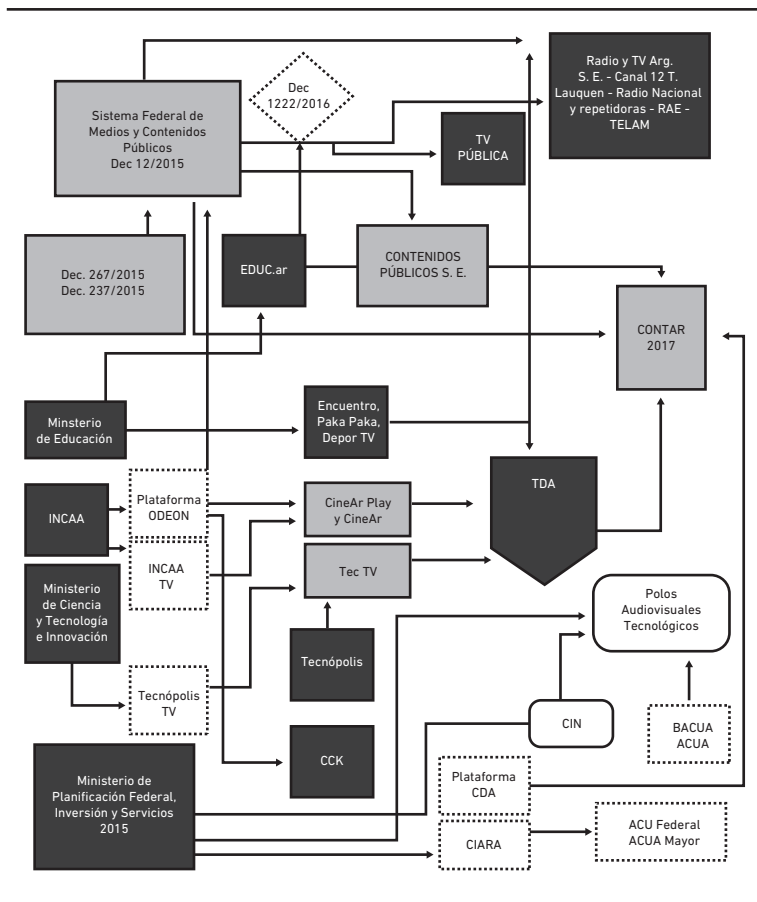 Radio y TV Arg.
S. E. - Canal 12 T.
Lauquen - Radio Nacional
y repetidoras - RAE -
TELAM
Dec
1222/2016
Sistema Federal de
Medios y Contenidos
Públicos
Dec 12/2015
TV
PÚBLICA
Dec. 267/2015
Dec. 237/2015
EDUC.ar
CONTENIDOS
PÚBLICOS S. E.
CONTAR
2017
Minsterio
de Educación
Encuentro,
Paka Paka,
Depor TV
TDA
INCAA
Plataforma
ODEON
CineAr Play
y CineAr
INCAA
TV
Tec TV
Ministerio
de Ciencia
y Tecnología
e Innovación
Polos
Audiovisuales
Tecnológicos
Tecnópolis
Tecnópolis
TV
CIN
BACUA
ACUA
CCK
Ministerio de
Planificación Federal,
Inversión y Servicios
2015
Plataforma
CDA
CIARA
ACU Federal
ACUA Mayor